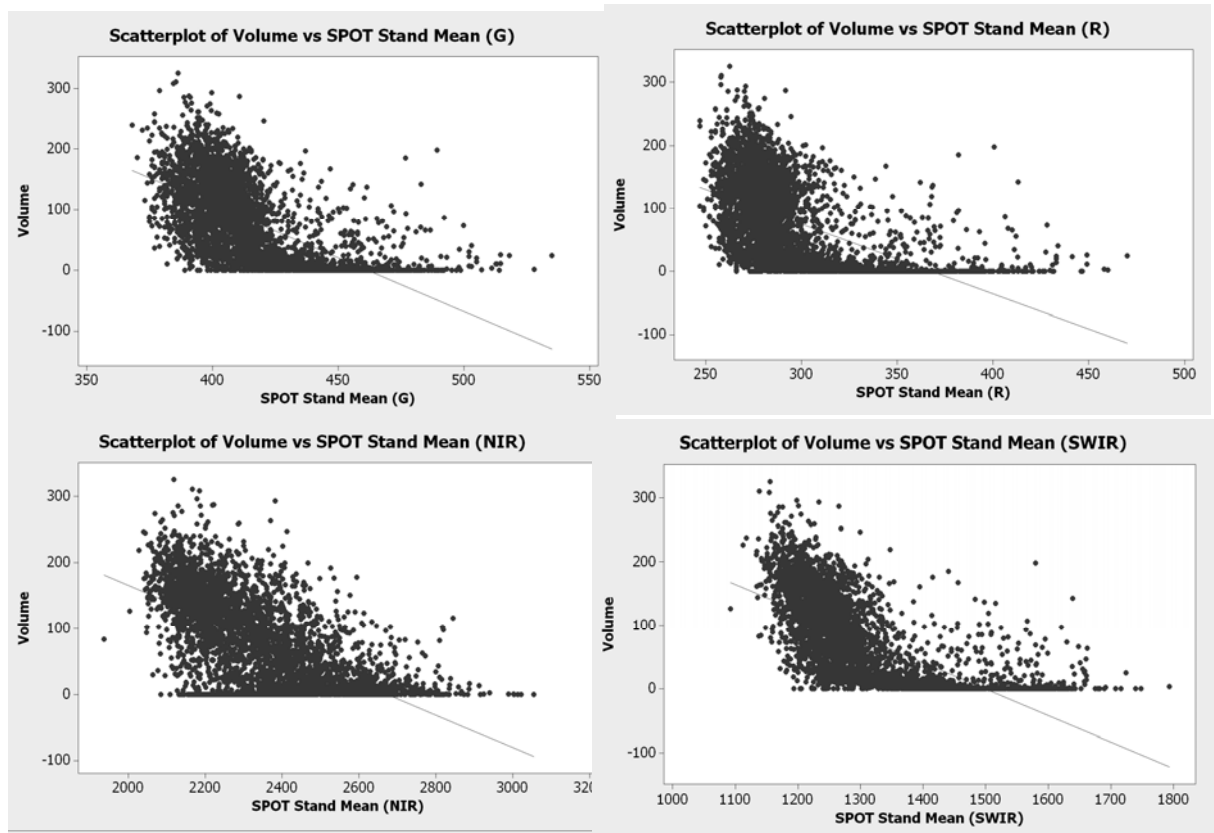 Scatterplot of Volume vs SPOT Stand Mean (G)
300
200
100
0
-100
Volume
350 400 450 500 550
SPOT Stand Mean (G)
Scatterplot of Volume vs SPOT Stand Mean (R)
300
200
100
0
-100
Volume
250 300 350 400 450 500
SPOT Stand Mean (R)
Scatterplot of Volume vs SPOT Stand Mean (NIR)
300
200
100
0
-100
Volume
2000 2200 2400 2600 2800 3000 320
SPOT Stand Mean (NIR)
Scatterplot of Volume vs SPOT Stand Mean (SWIR)
300
200
100
0
-100
Volume
1000 1100 1200 1300 1400 1500 1600 1700 1800
SPOT Stand Mean (SWIR)